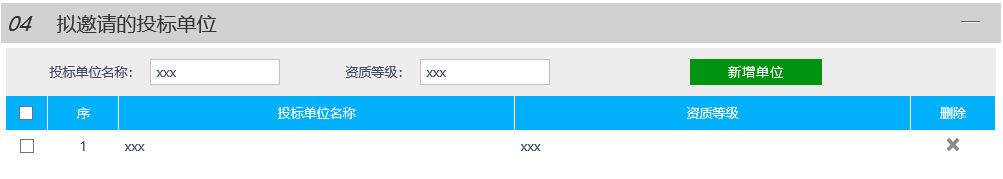 04 拟邀请的投标单位
投标单位名称： xxx 资质等级： xxx 新增单位
序 投标单位名称 资质等级 删除
1 xxx xxx